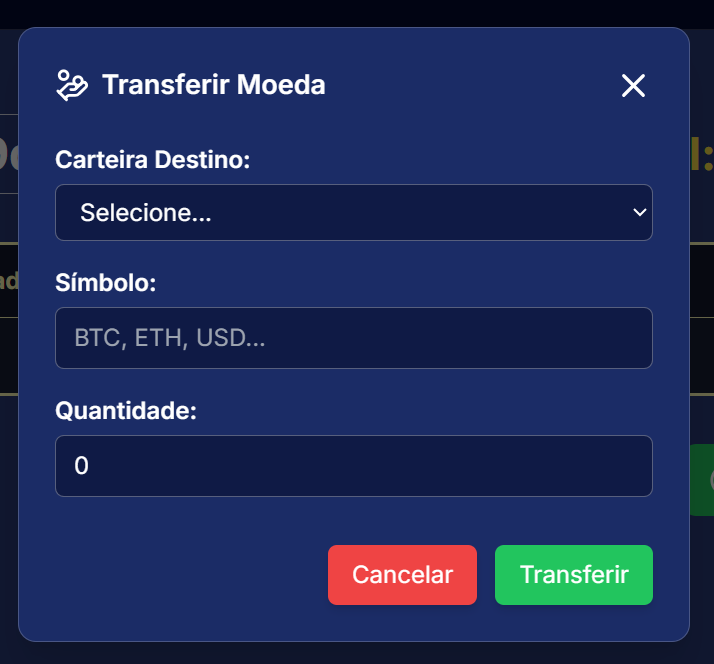 Transferir Moeda
Carteira Destino:
Selecione...
Símbolo:
BTC, ETH, USD...
Quantidade:
0
Cancelar
Transferir